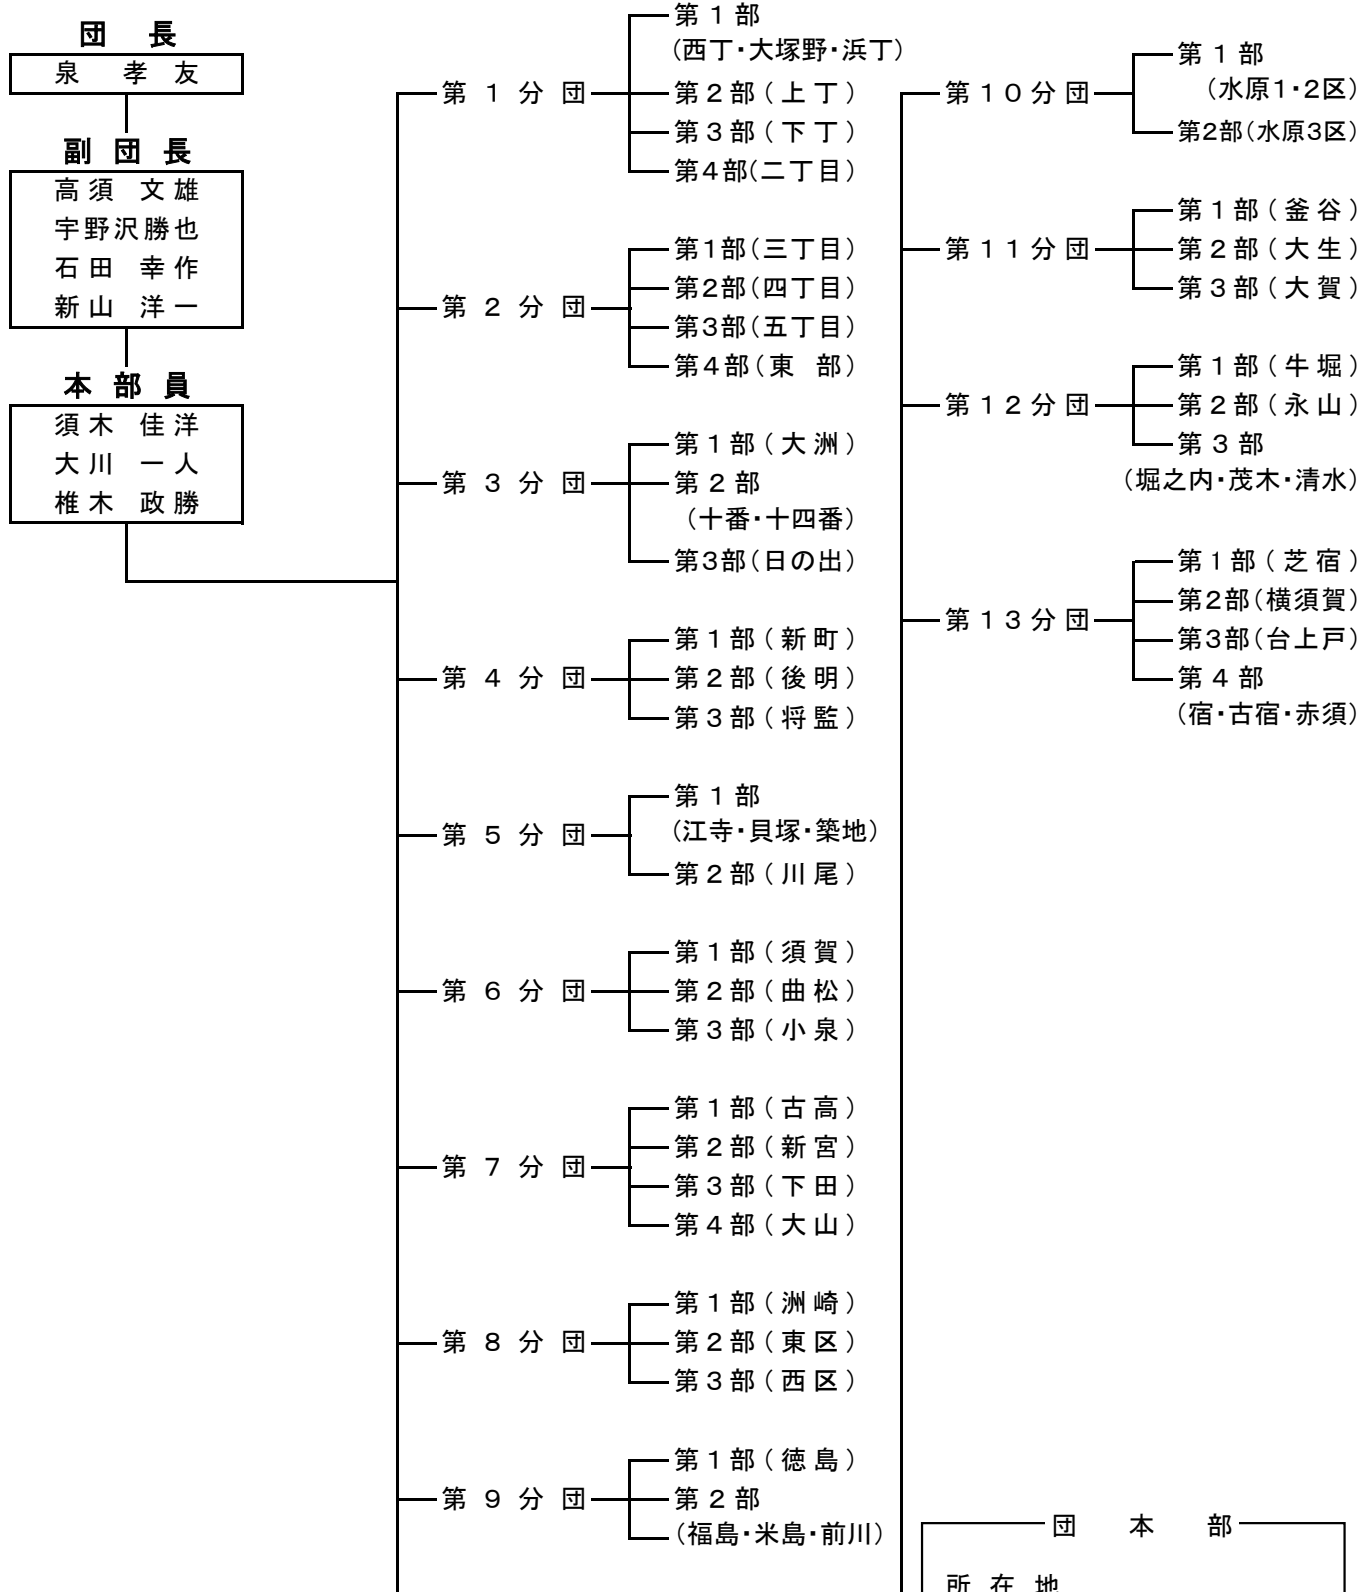 団長
泉 孝友
副団長
高須 文雄
宇野沢勝也
石田 幸作
新山 洋一
本部員
須木 佳洋
大川 一人
椎木 政勝
第1分団
第1部
(西丁・大塚野・浜丁)
第2部(上丁)
第3部(下丁)
第4部(二丁目)
第2分団
第1部(三丁目)
第2部(四丁目)
第3部(五丁目)
第4部(東 部)
第3分団
第1部(大洲)
第2部
(十番・十四番)
第3部(日の出)
第4分団
第1部(新町)
第2部(後明)
第3部(将監)
第5分団
第1部
(江寺・貝塚・築地)
第2部(川尾)
第6分団
第1部(須賀)
第2部(曲松)
第3部(小泉)
第7分団
第1部(古高)
第2部(新宮)
第3部(下田)
第4部(大山)
第8分団
第1部(洲崎)
第2部(東区)
第3部(西区)
第9分団
第1部(徳島)
第2部
(福島・米島・前川)
第10分団
第1部
(水原1・2区)
第2部(水原3区)
第11分団
第1部(釜谷)
第2部(大生)
第3部(大賀)
第12分団
第1部(牛堀)
第2部(永山)
第3部
(堀之内・茂木・清水)
第13分団
第1部(芝宿)
第2部(横須賀)
第3部(台上戸)
第4部
(宿・古宿・赤須)
団本部
所在地